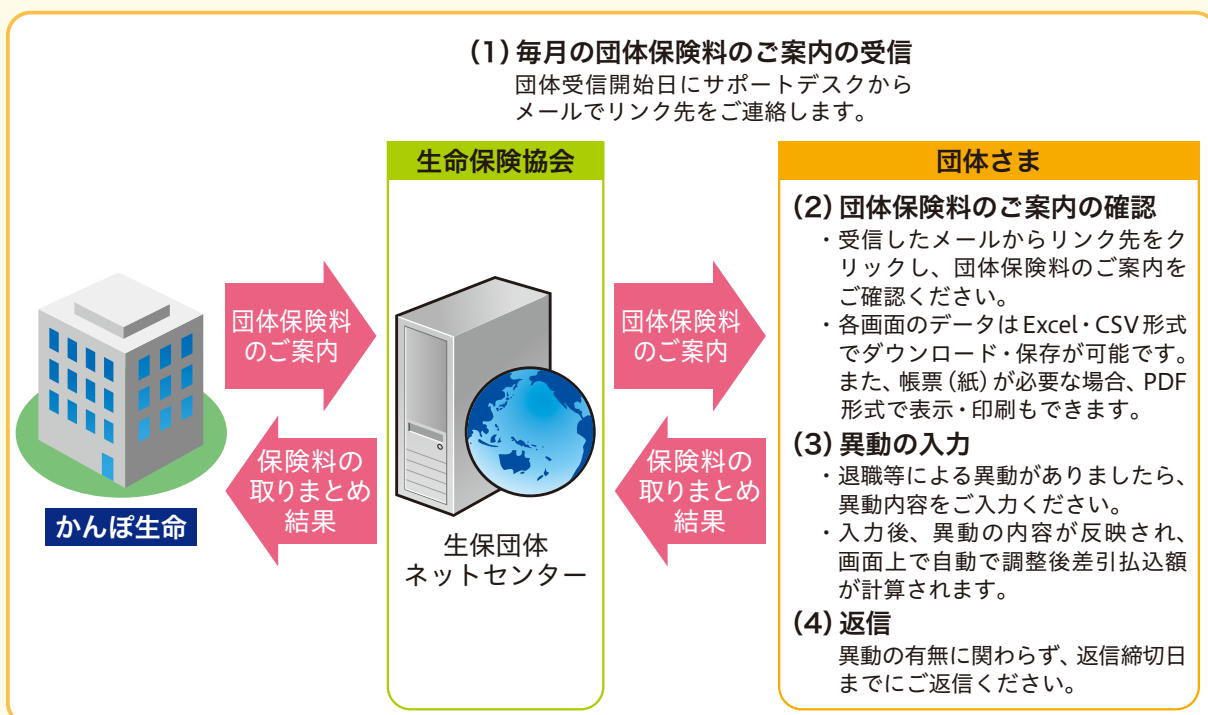 (1)毎月の団体保険料のご案内の受信
団体受信開始日にサポートデスクから
メールでリンク先をご連絡します。
かんぽ生命
団体保険料
のご案内
保険料の
取りまとめ
結果
生命保険協会
生保団体
ネットセンター
団体保険料
のご案内
保険料の
取りまとめ
結果
団体さま
(2)団体保険料のご案内の確認
・受信したメールからリンク先をク
リックし、団体保険料のご案内を
ご確認ください。
・各画面のデータはExcel・CSV形式
でダウンロード・保存が可能です。
また、帳票(紙)が必要な場合、PDF
形式で表示・印刷もできます。
(3)異動の入力
・退職等による異動がありましたら、
異動内容をご入力ください。
・入力後、異動の内容が反映され、
画面上で自動で調整後差引払込額
が計算されます。
(4)返信
異動の有無に関わらず、返信締切日
までにご返信ください。